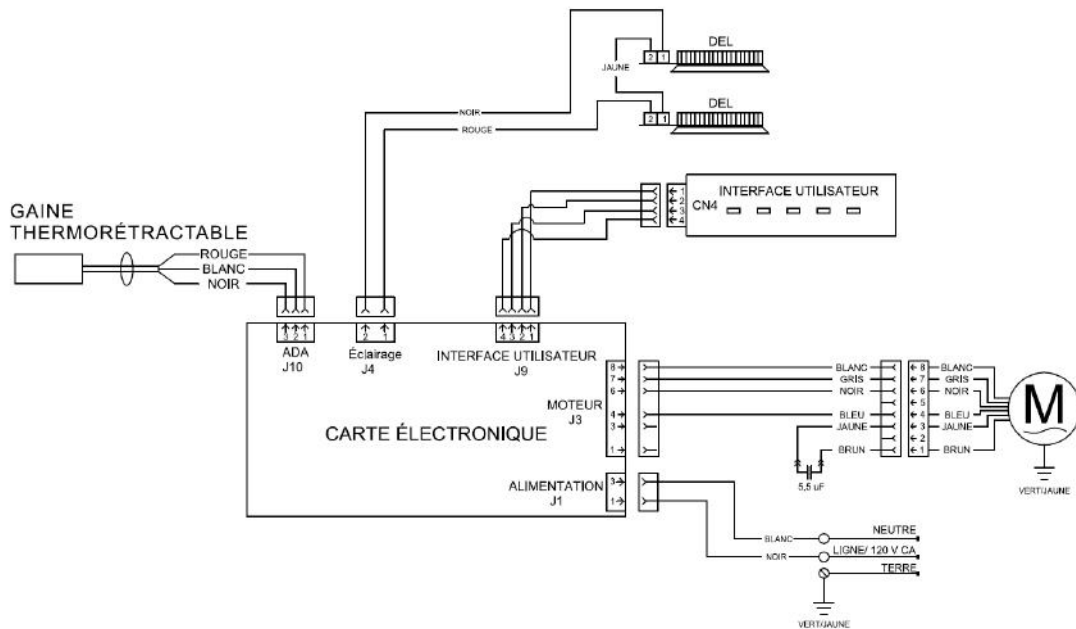 DEL
2 1
JAUNE
DEL
2 1
NOIR
ROUGE
INTERFACE UTILISATEUR
CN4
1
2
3
4
GAINE
THERMORÉTRACTABLE
ROUGE
BLANC
NOIR
3 2 1
ADA
J10
2 1
Éclairage
J4
4 3 2 1
INTERFACE UTILISATEUR
J9
CARTE ÉLECTRONIQUE
MOTEUR
J3
8
7
6
4
3
1
BLANC
GRIS
NOIR
BLEU
JAUNE
BRUN
5,5 uF
8
7
6
5
4
3
2
1
BLANC
GRIS
NOIR
BLEU
JAUNE
BRUN
M
VERT/JAUNE
ALIMENTATION
J1
3
1
BLANC
NEUTRE
NOIR
LIGNE/ 120 V CA
TERRE
VERT/JAUNE